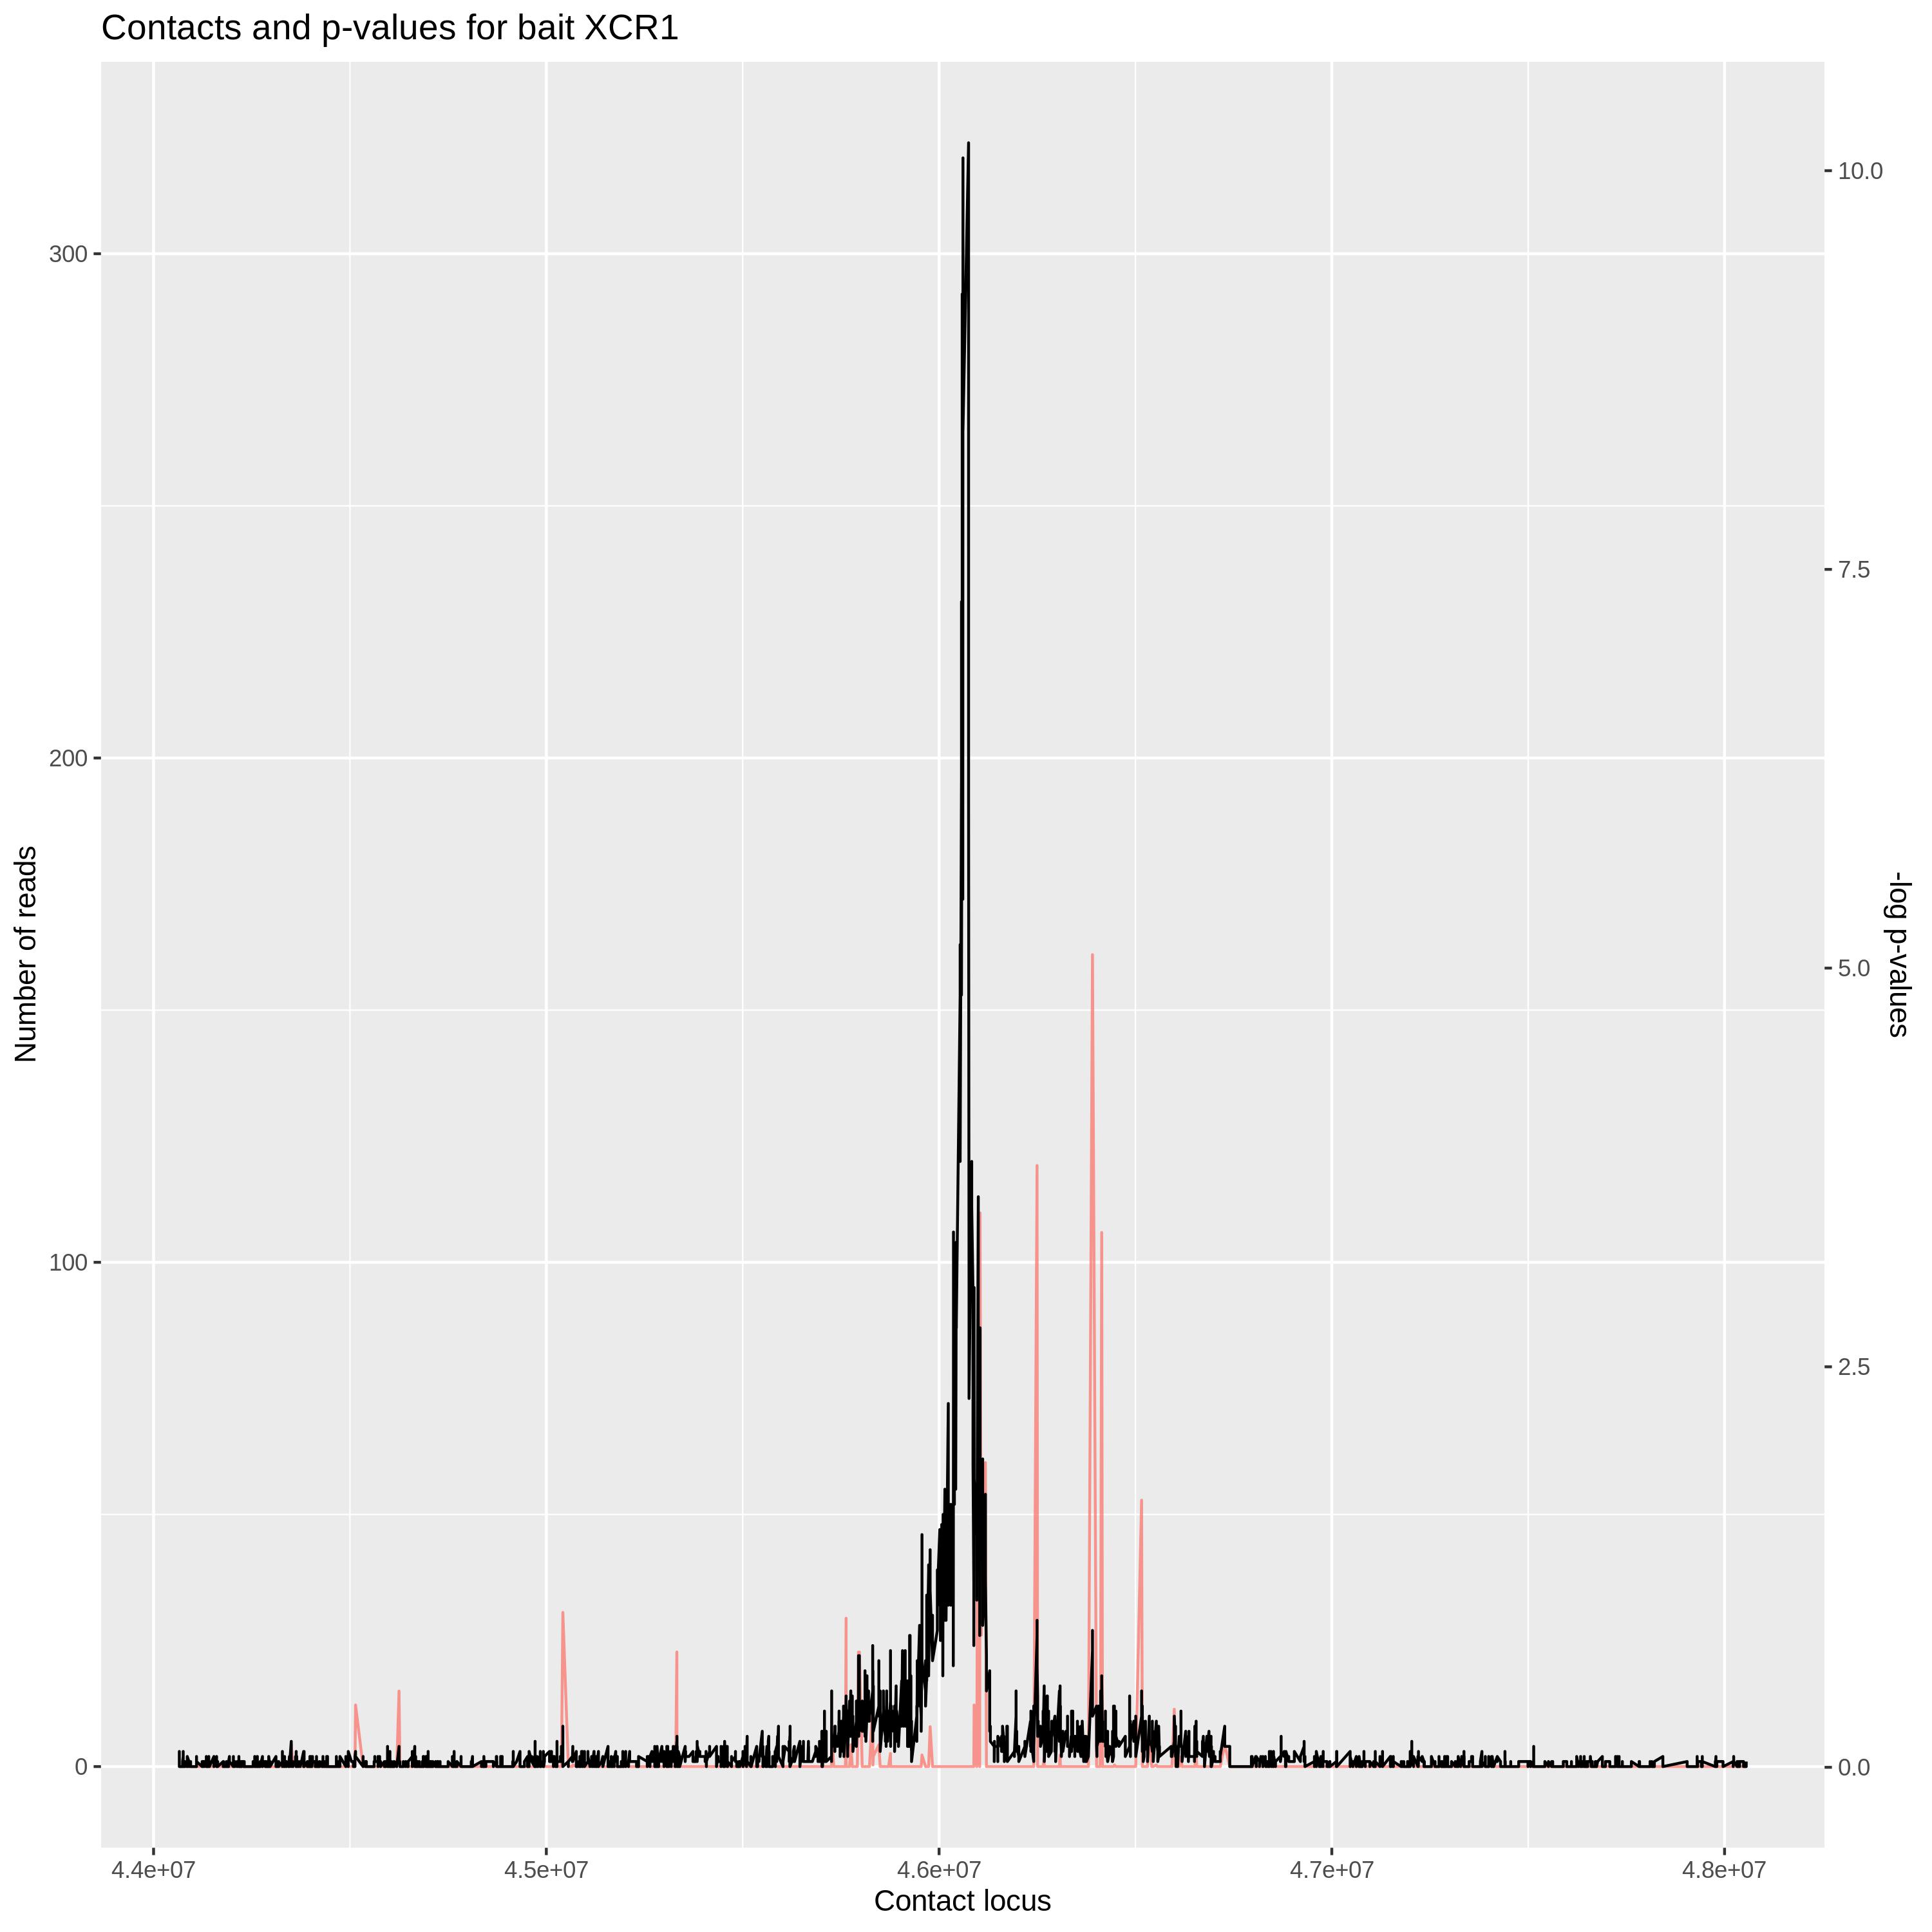 Contacts and p-values for bait XCR1
300
200
100
0
Number of reads
10.0
7.5
5.0
2.5
0.0
-log p-values
4.4e+07
4.5e+07
4.6e+07
4.7e+07
4.8e+07
Contact locus